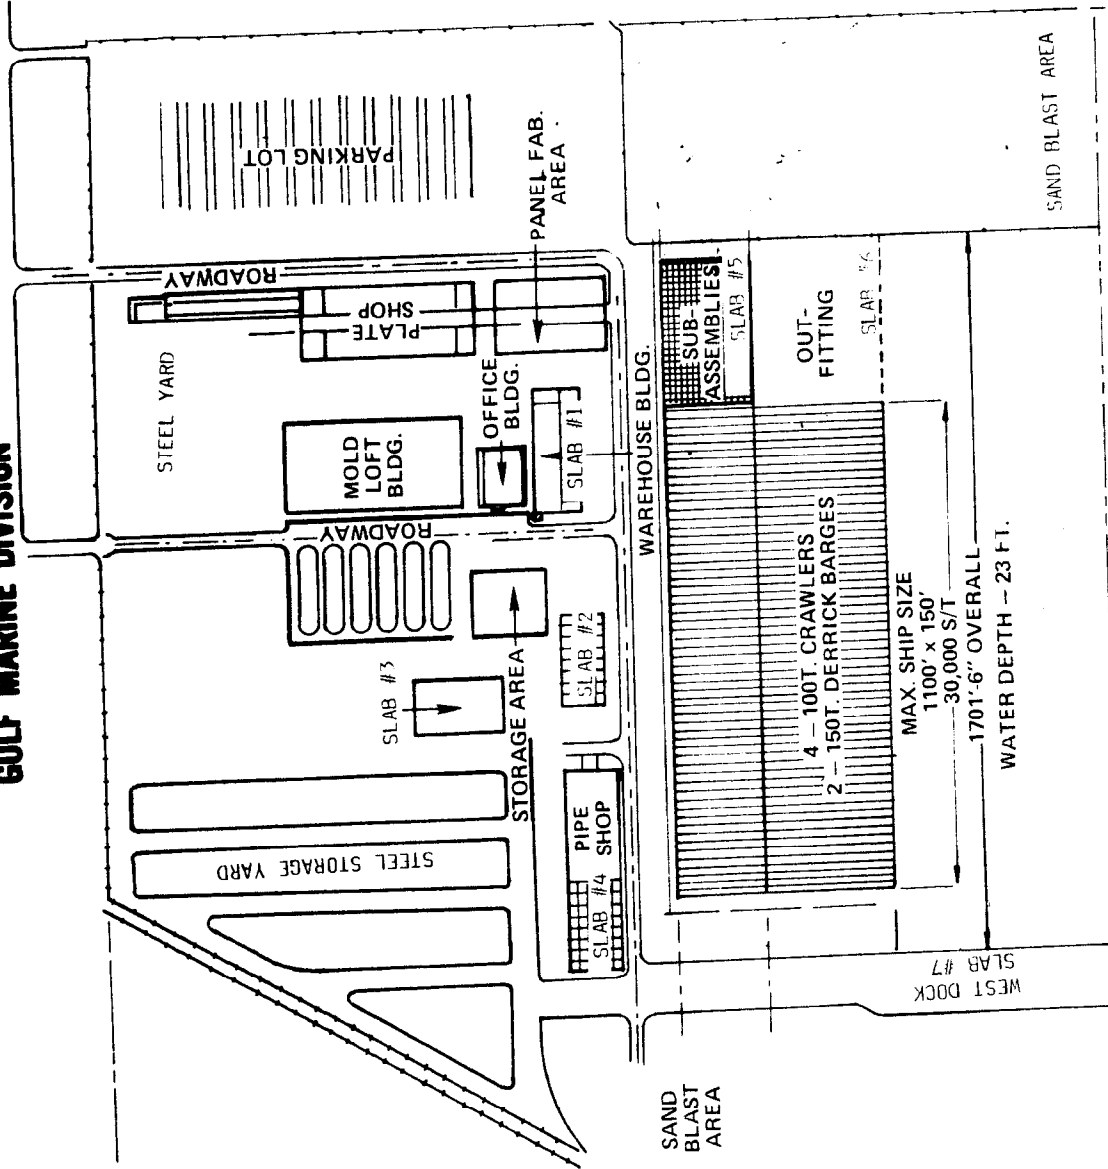 GULF MARINE DIVISION
STEEL YARD
PARKING LOT
ROADWAY
PLATE
SHOP
PANEL FAB.
AREA
MOLD
LOFT
BLDG.
OFFICE
BLDG.
SLAB #1
ROADWAY
STORAGE AREA
SLAB #2
SLAB #3
STEEL STORAGE YARD
PIPE
SHOP
SLAB #4
WAREHOUSE BLDG.
SUB-
ASSEMBLIES
SLAB #5
OUT-
FITTING
SLAB #6
SAND BLAST AREA
4 – 100T. CRAWLERS
2 – 150T. DERRICK BARGES
MAX. SHIP SIZE
1100' x 150'
30,000 S/T
1701'-6" OVERALL
WATER DEPTH – 23 FT.
WEST DOCK
SLAB #7
SAND
BLAST
AREA